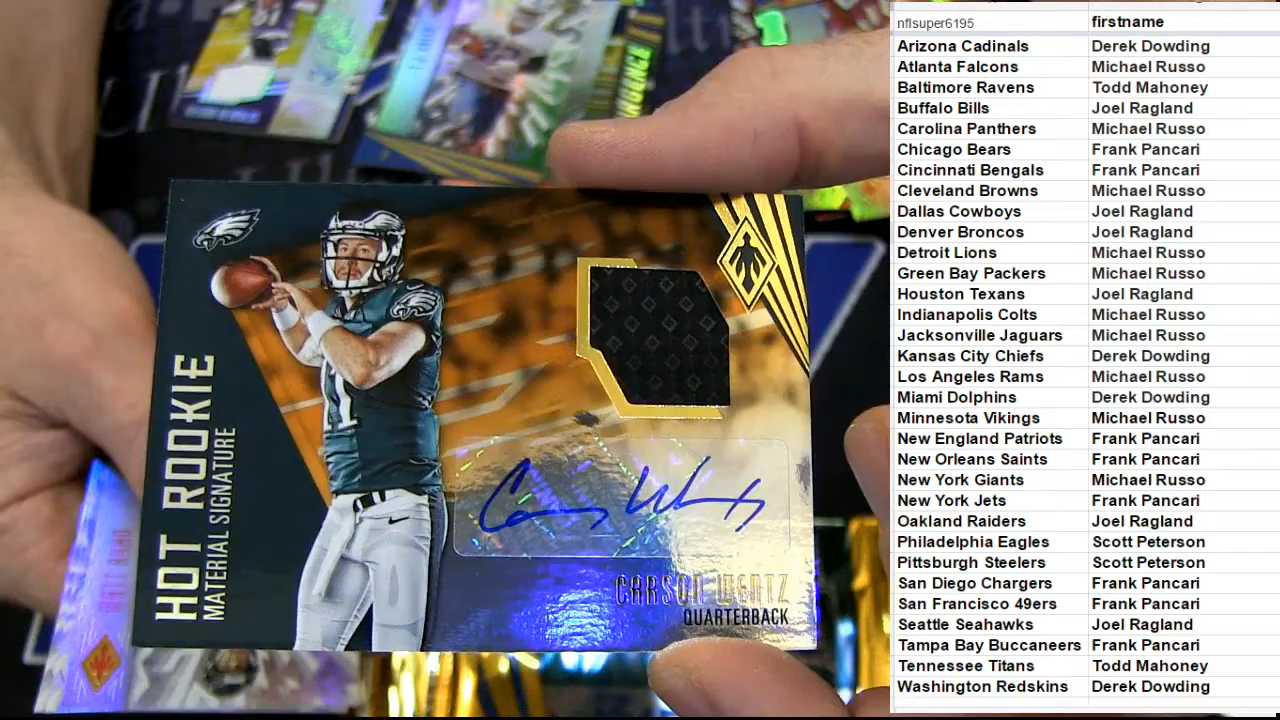 HOT ROOKIE
MATERIAL SIGNATURE
11
CARSON WENTZ
QUARTERBACK
nflsuper6195 firstname
Arizona Cadinals Derek Dowding
Atlanta Falcons Michael Russo
Baltimore Ravens Todd Mahoney
Buffalo Bills Joel Ragland
Carolina Panthers Michael Russo
Chicago Bears Frank Pancari
Cincinnati Bengals Frank Pancari
Cleveland Browns Michael Russo
Dallas Cowboys Joel Ragland
Denver Broncos Joel Ragland
Detroit Lions Michael Russo
Green Bay Packers Michael Russo
Houston Texans Joel Ragland
Indianapolis Colts Michael Russo
Jacksonville Jaguars Michael Russo
Kansas City Chiefs Derek Dowding
Los Angeles Rams Michael Russo
Miami Dolphins Derek Dowding
Minnesota Vikings Michael Russo
New England Patriots Frank Pancari
New Orleans Saints Frank Pancari
New York Giants Michael Russo
New York Jets Frank Pancari
Oakland Raiders Joel Ragland
Philadelphia Eagles Scott Peterson
Pittsburgh Steelers Scott Peterson
San Diego Chargers Frank Pancari
San Francisco 49ers Frank Pancari
Seattle Seahawks Joel Ragland
Tampa Bay Buccaneers Frank Pancari
Tennessee Titans Todd Mahoney
Washington Redskins Derek Dowding